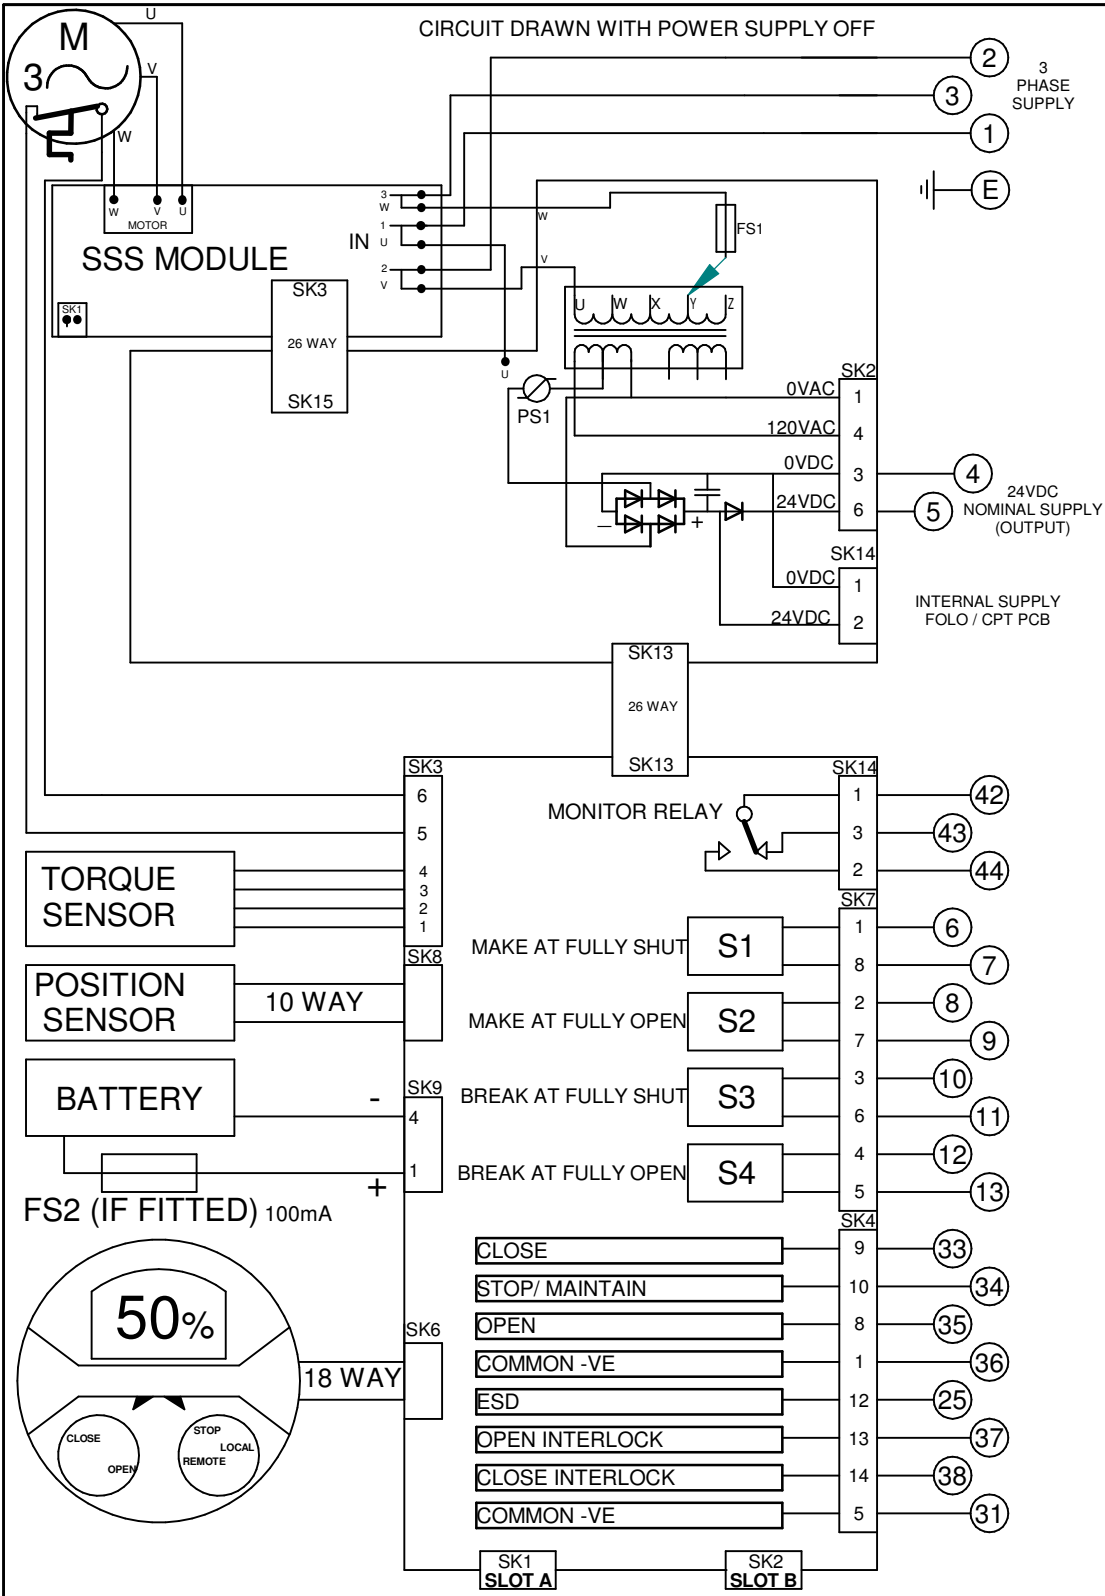 CIRCUIT DRAWN WITH POWER SUPPLY OFF
U
M
3
V
W
2
3
PHASE
SUPPLY
3
1
E
W V U
MOTOR
SSS MODULE
IN
3
W
1
U
2
V
W
V
FS1
SK1
SK3
26 WAY
SK15
U W X Y Z
U
PS1
SK2
0VAC 1
120VAC 4
0VDC 3 4
24VDC 6 5
24VDC
NOMINAL SUPPLY
(OUTPUT)
— +
SK14
0VDC 1
24VDC 2
INTERNAL SUPPLY
FOLO / CPT PCB
SK13
26 WAY
SK13
SK3
6
5
4
3
2
1
TORQUE
SENSOR
MONITOR RELAY
SK14
1 42
3 43
2 44
SK8
POSITION
SENSOR
10 WAY
SK7
MAKE AT FULLY SHUT S1 1 6
8 7
MAKE AT FULLY OPEN S2 2 8
7 9
BREAK AT FULLY SHUT S3 3 10
6 11
BREAK AT FULLY OPEN S4 4 12
5 13
BATTERY
-
SK9
4
1
+
FS2 (IF FITTED) 100mA
SK4
CLOSE 9 33
STOP/ MAINTAIN 10 34
OPEN 8 35
COMMON -VE 1 36
ESD 12 25
OPEN INTERLOCK 13 37
CLOSE INTERLOCK 14 38
COMMON -VE 5 31
50%
SK6
18 WAY
CLOSE
OPEN
STOP
LOCAL
REMOTE
SK1
SLOT A
SK2
SLOT B